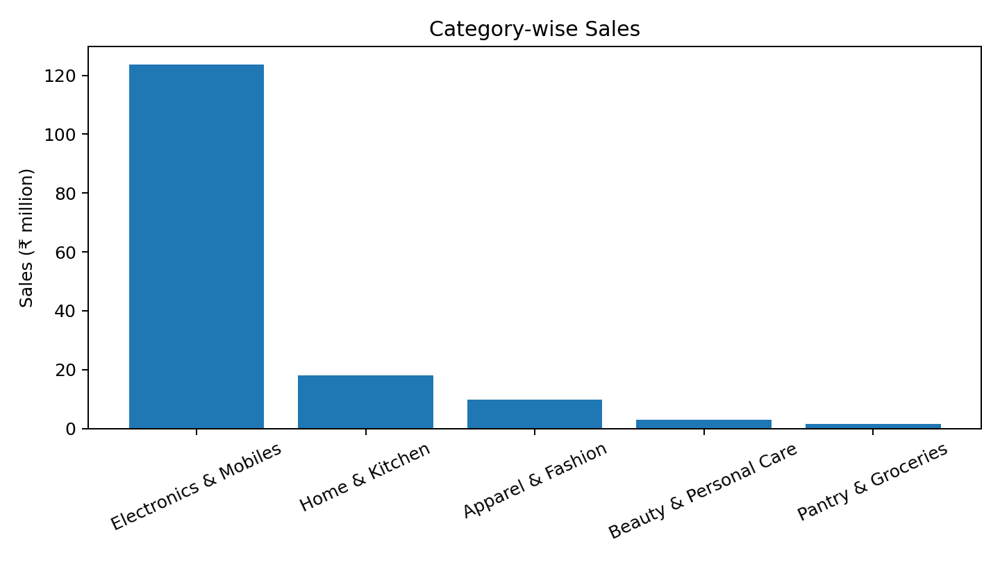 Category-wise Sales
Sales (₹ million)
120
100
80
60
40
20
0
Electronics & Mobiles
Home & Kitchen
Apparel & Fashion
Beauty & Personal Care
Pantry & Groceries